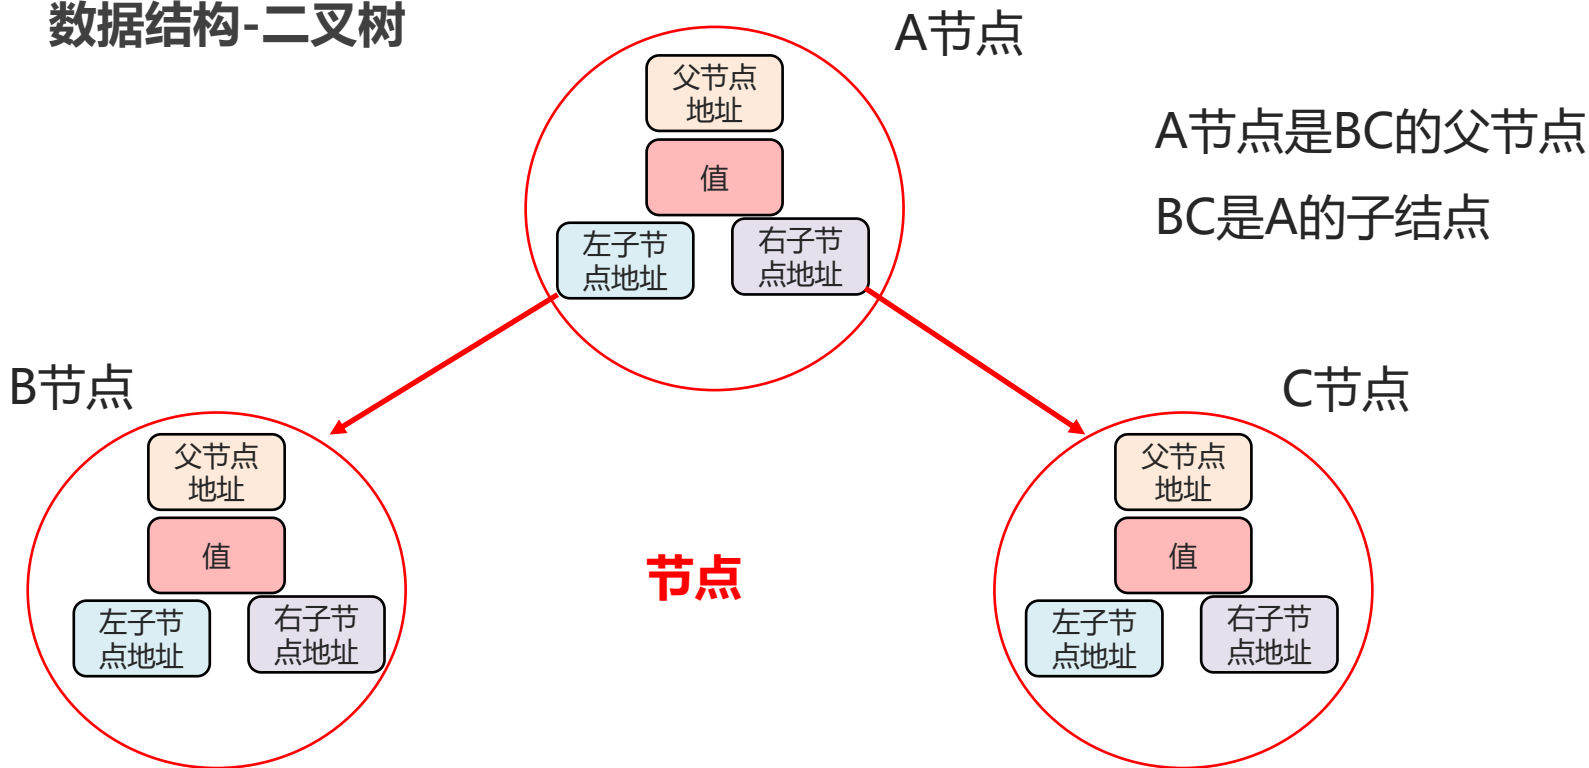 数据结构-二叉树
A节点
父节点
地址
值
左子节
点地址
右子节
点地址
A节点是BC的父节点
BC是A的子结点
B节点
父节点
地址
值
左子节
点地址
右子节
点地址
节点
C节点
父节点
地址
值
左子节
点地址
右子节
点地址